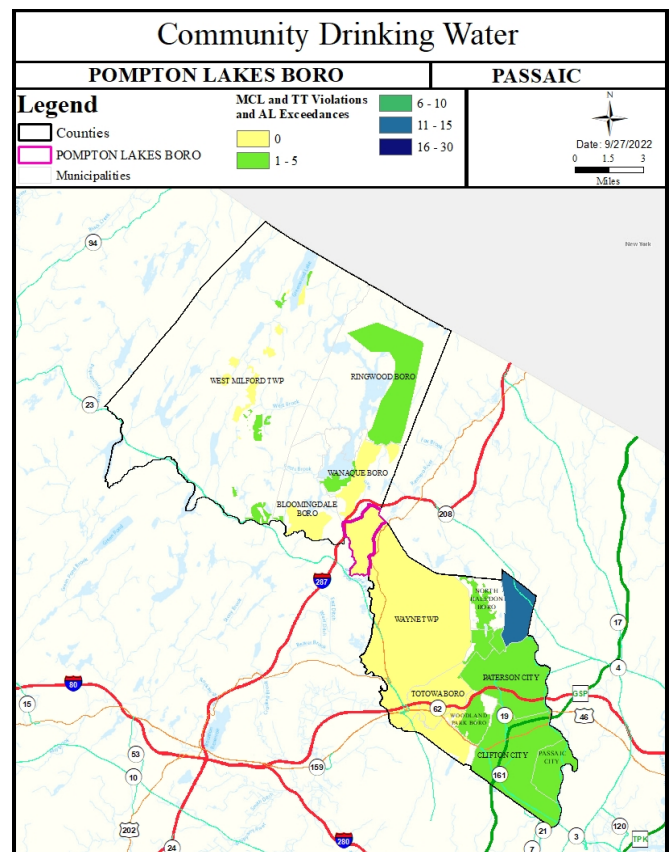 Community Drinking Water
POMPTON LAKES BORO
PASSAIC
Legend
Counties
POMPTON LAKES BORO
Municipalities
MCL and TT Violations
and AL Exceedances
0
1 - 5
6 - 10
11 - 15
16 - 30
N
Date: 9/27/2022
0 1.5 3
Miles
New York
94
WEST MILFORD TWP
RINGWOOD BORO
23
WANAQUE BORO
BLOOMINGDALE
BORO
208
287
NORTH
HALEDON
BORO
WAYNE TWP
17
4
PATERSON CITY
80
TOTOWA BORO
GSP
15
62
WOODLAND
PARK BORO
19
46
53
CLIFTON CITY
PASSAIC
CITY
159
161
10
202
21
120
3
TPK
280
24
7